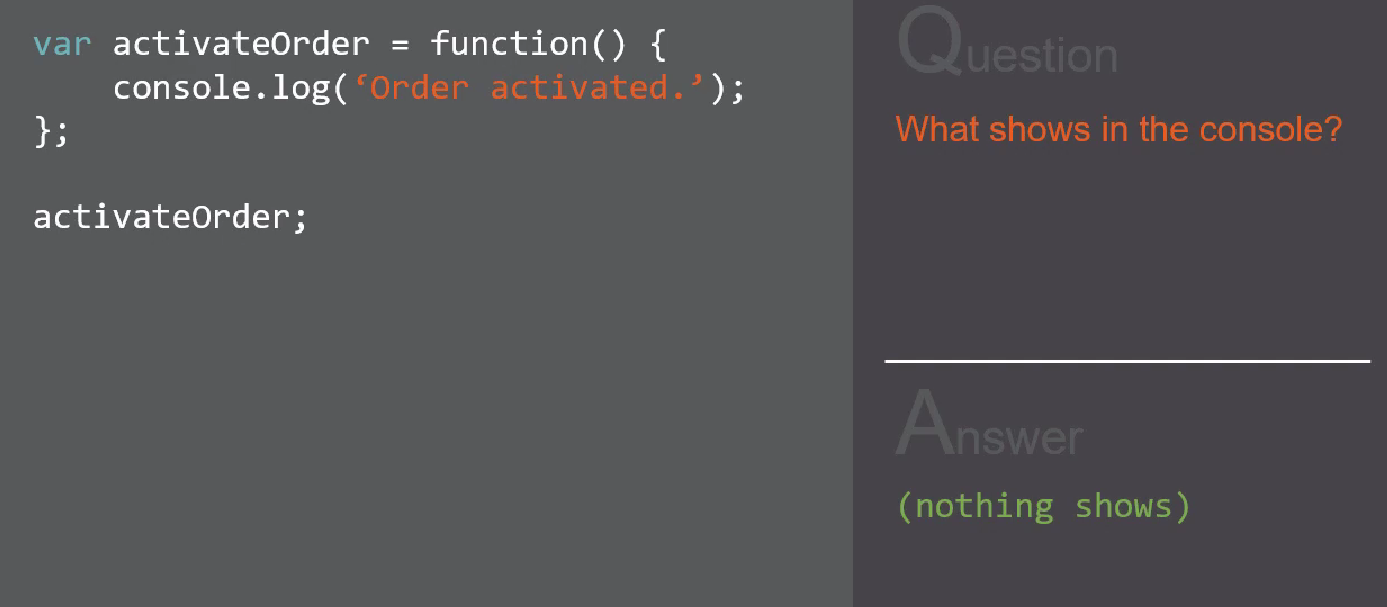 var activateOrder = function() {
    console.log(‘Order activated.’);
};
activateOrder;
Question
What shows in the console?
Answer
(nothing shows)